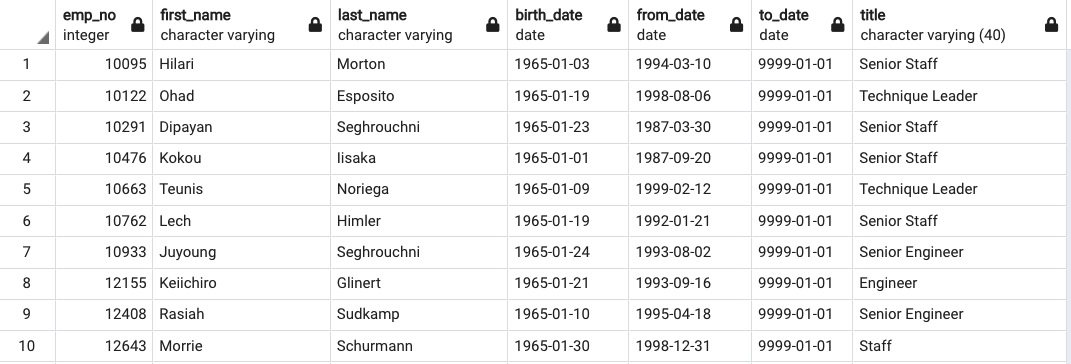 emp_no first_name last_name birth_date from_date to_date title
integer character varying character varying date date date character varying (40)
1 10095 Hilari Morton 1965-01-03 1994-03-10 9999-01-01 Senior Staff
2 10122 Ohad Esposito 1965-01-19 1998-08-06 9999-01-01 Technique Leader
3 10291 Dipayan Seghrouchni 1965-01-23 1987-03-30 9999-01-01 Senior Staff
4 10476 Kokou Iisaka 1965-01-01 1987-09-20 9999-01-01 Senior Staff
5 10663 Teunis Noriega 1965-01-09 1999-02-12 9999-01-01 Technique Leader
6 10762 Lech Himler 1965-01-19 1992-01-21 9999-01-01 Senior Staff
7 10933 Juyoung Seghrouchni 1965-01-24 1993-08-02 9999-01-01 Senior Engineer
8 12155 Keiichiro Glinert 1965-01-21 1993-09-16 9999-01-01 Engineer
9 12408 Rasiah Sudkamp 1965-01-10 1995-04-18 9999-01-01 Senior Engineer
10 12643 Morrie Schurmann 1965-01-30 1998-12-31 9999-01-01 Staff